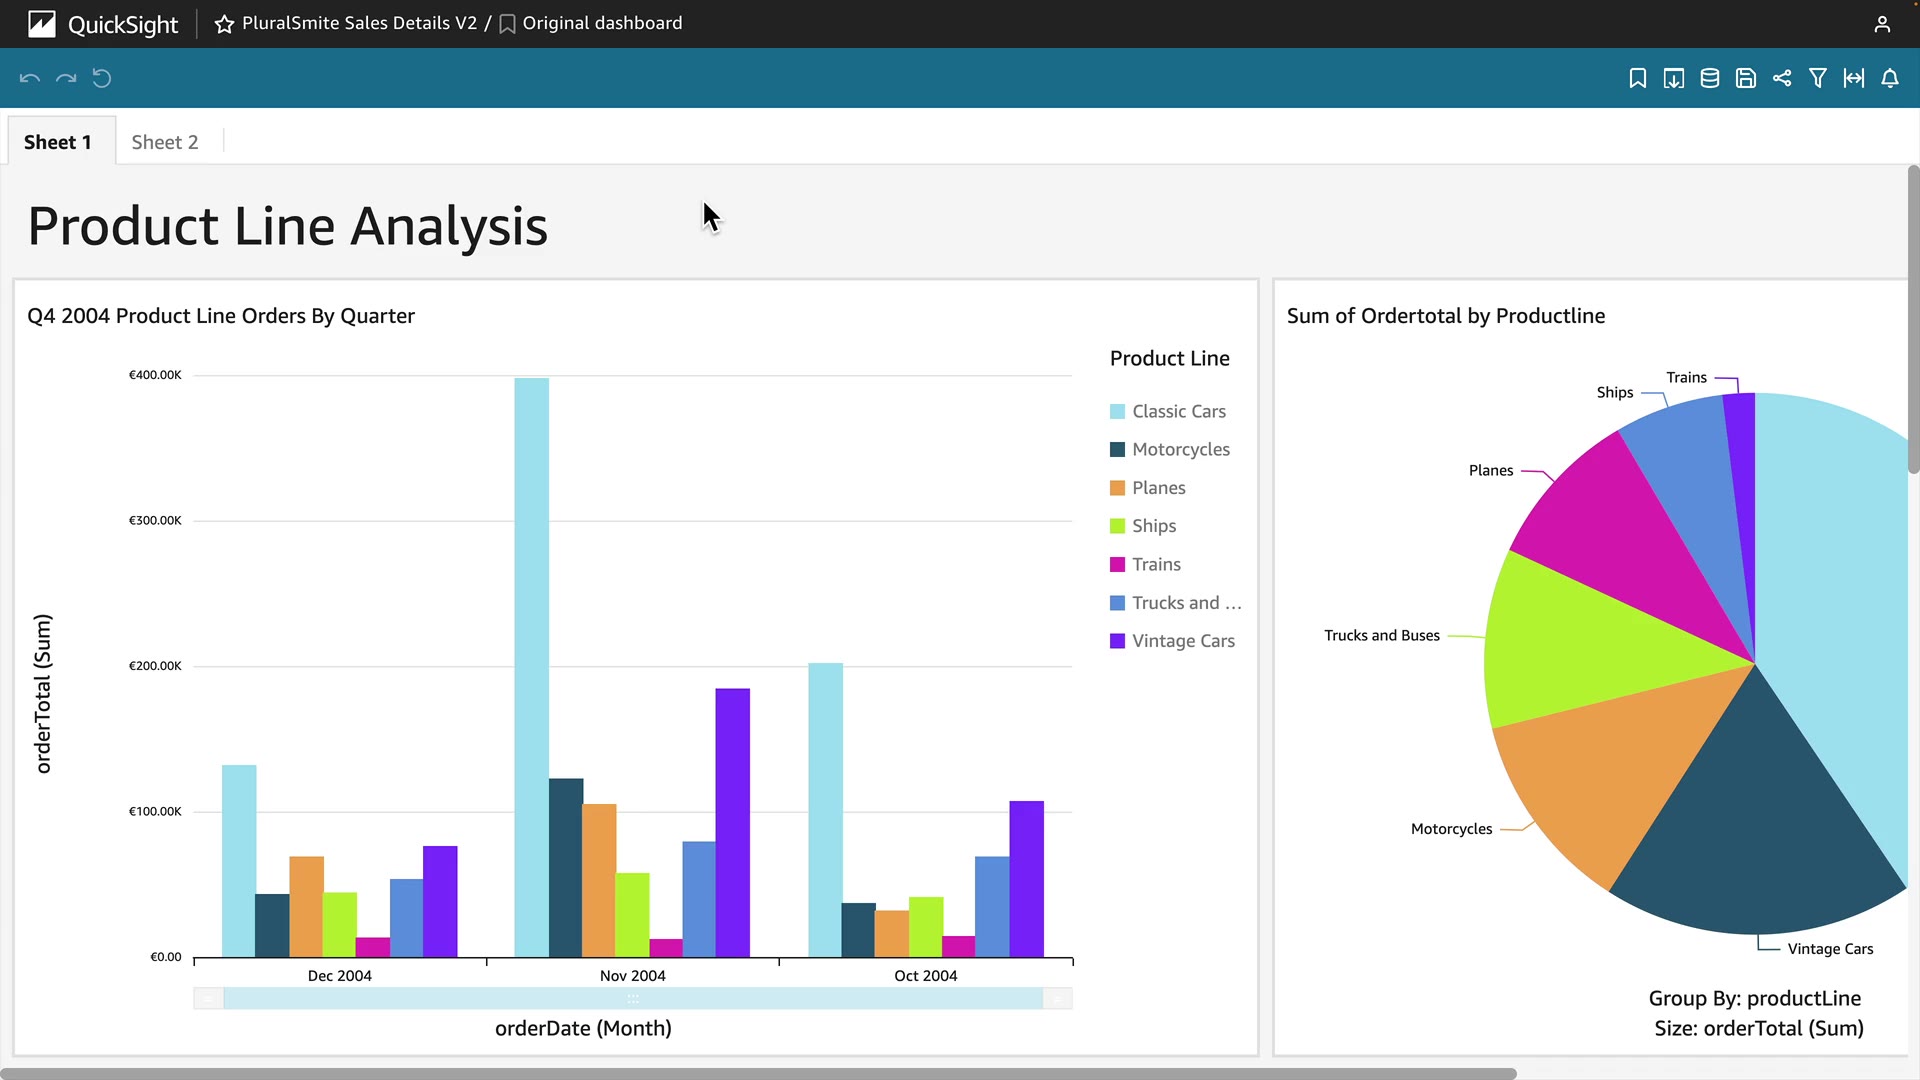 QuickSight
PluralSmite Sales Details V2 / Original dashboard
Sheet 1
Sheet 2
Product Line Analysis
Q4 2004 Product Line Orders By Quarter
orderTotal (Sum)
€400.00K
€300.00K
€200.00K
€100.00K
€0.00
Dec 2004
Nov 2004
Oct 2004
orderDate (Month)
Product Line
Classic Cars
Motorcycles
Planes
Ships
Trains
Trucks and ...
Vintage Cars
Sum of Ordertotal by Productline
Trains
Ships
Planes
Trucks and Buses
Motorcycles
Vintage Cars
Group By: productLine
Size: orderTotal (Sum)